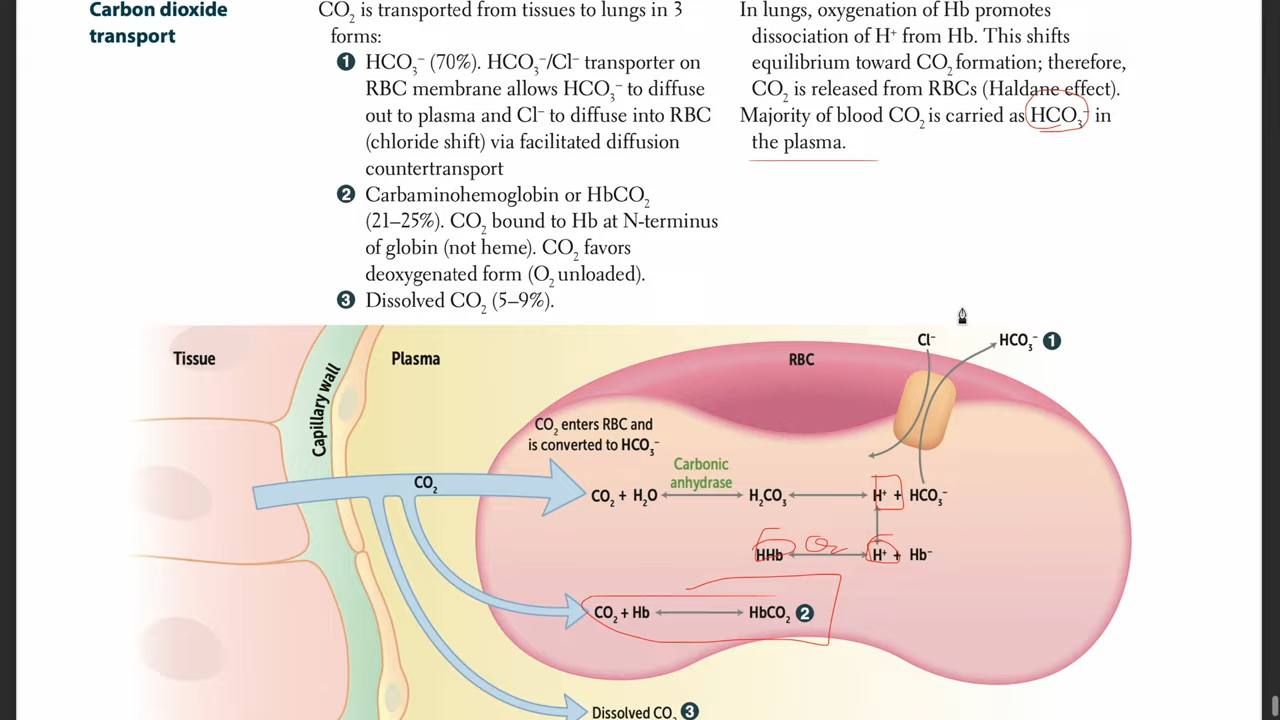 Carbon dioxide
transport
CO₂ is transported from tissues to lungs in 3
forms:
❶ HCO₃⁻ (70%). HCO₃⁻/Cl⁻ transporter on
RBC membrane allows HCO₃⁻ to diffuse
out to plasma and Cl⁻ to diffuse into RBC
(chloride shift) via facilitated diffusion
countertransport
❷ Carbaminohemoglobin or HbCO₂
(21–25%). CO₂ bound to Hb at N-terminus
of globin (not heme). CO₂ favors
deoxygenated form (O₂ unloaded).
❸ Dissolved CO₂ (5–9%).
In lungs, oxygenation of Hb promotes
dissociation of H⁺ from Hb. This shifts
equilibrium toward CO₂ formation; therefore,
CO₂ is released from RBCs (Haldane effect).
Majority of blood CO₂ is carried as HCO₃⁻ in
the plasma.
Tissue
Capillary wall
Plasma
RBC
Cl⁻
HCO₃⁻ ❶
CO₂ enters RBC and
is converted to HCO₃⁻
CO₂
Carbonic
anhydrase
CO₂ + H₂O
H₂CO₃
H⁺ + HCO₃⁻
O₂
HHb
H⁺ + Hb⁻
CO₂ + Hb
HbCO₂ ❷
Dissolved CO₂ ❸